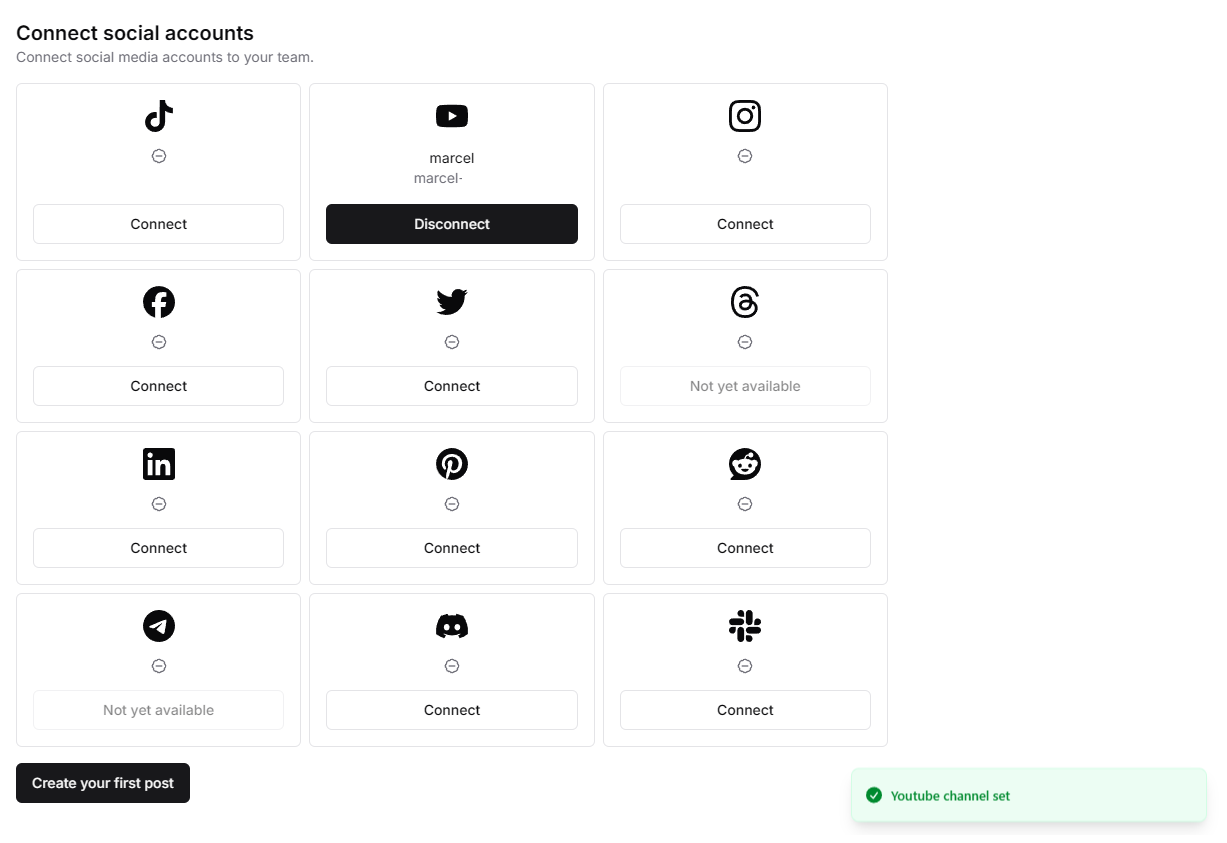 Connect social accounts
Connect social media accounts to your team.
marcel
marcel-
Connect
Disconnect
Connect
Connect
Connect
Not yet available
Connect
Connect
Connect
Not yet available
Connect
Connect
Create your first post
Youtube channel set